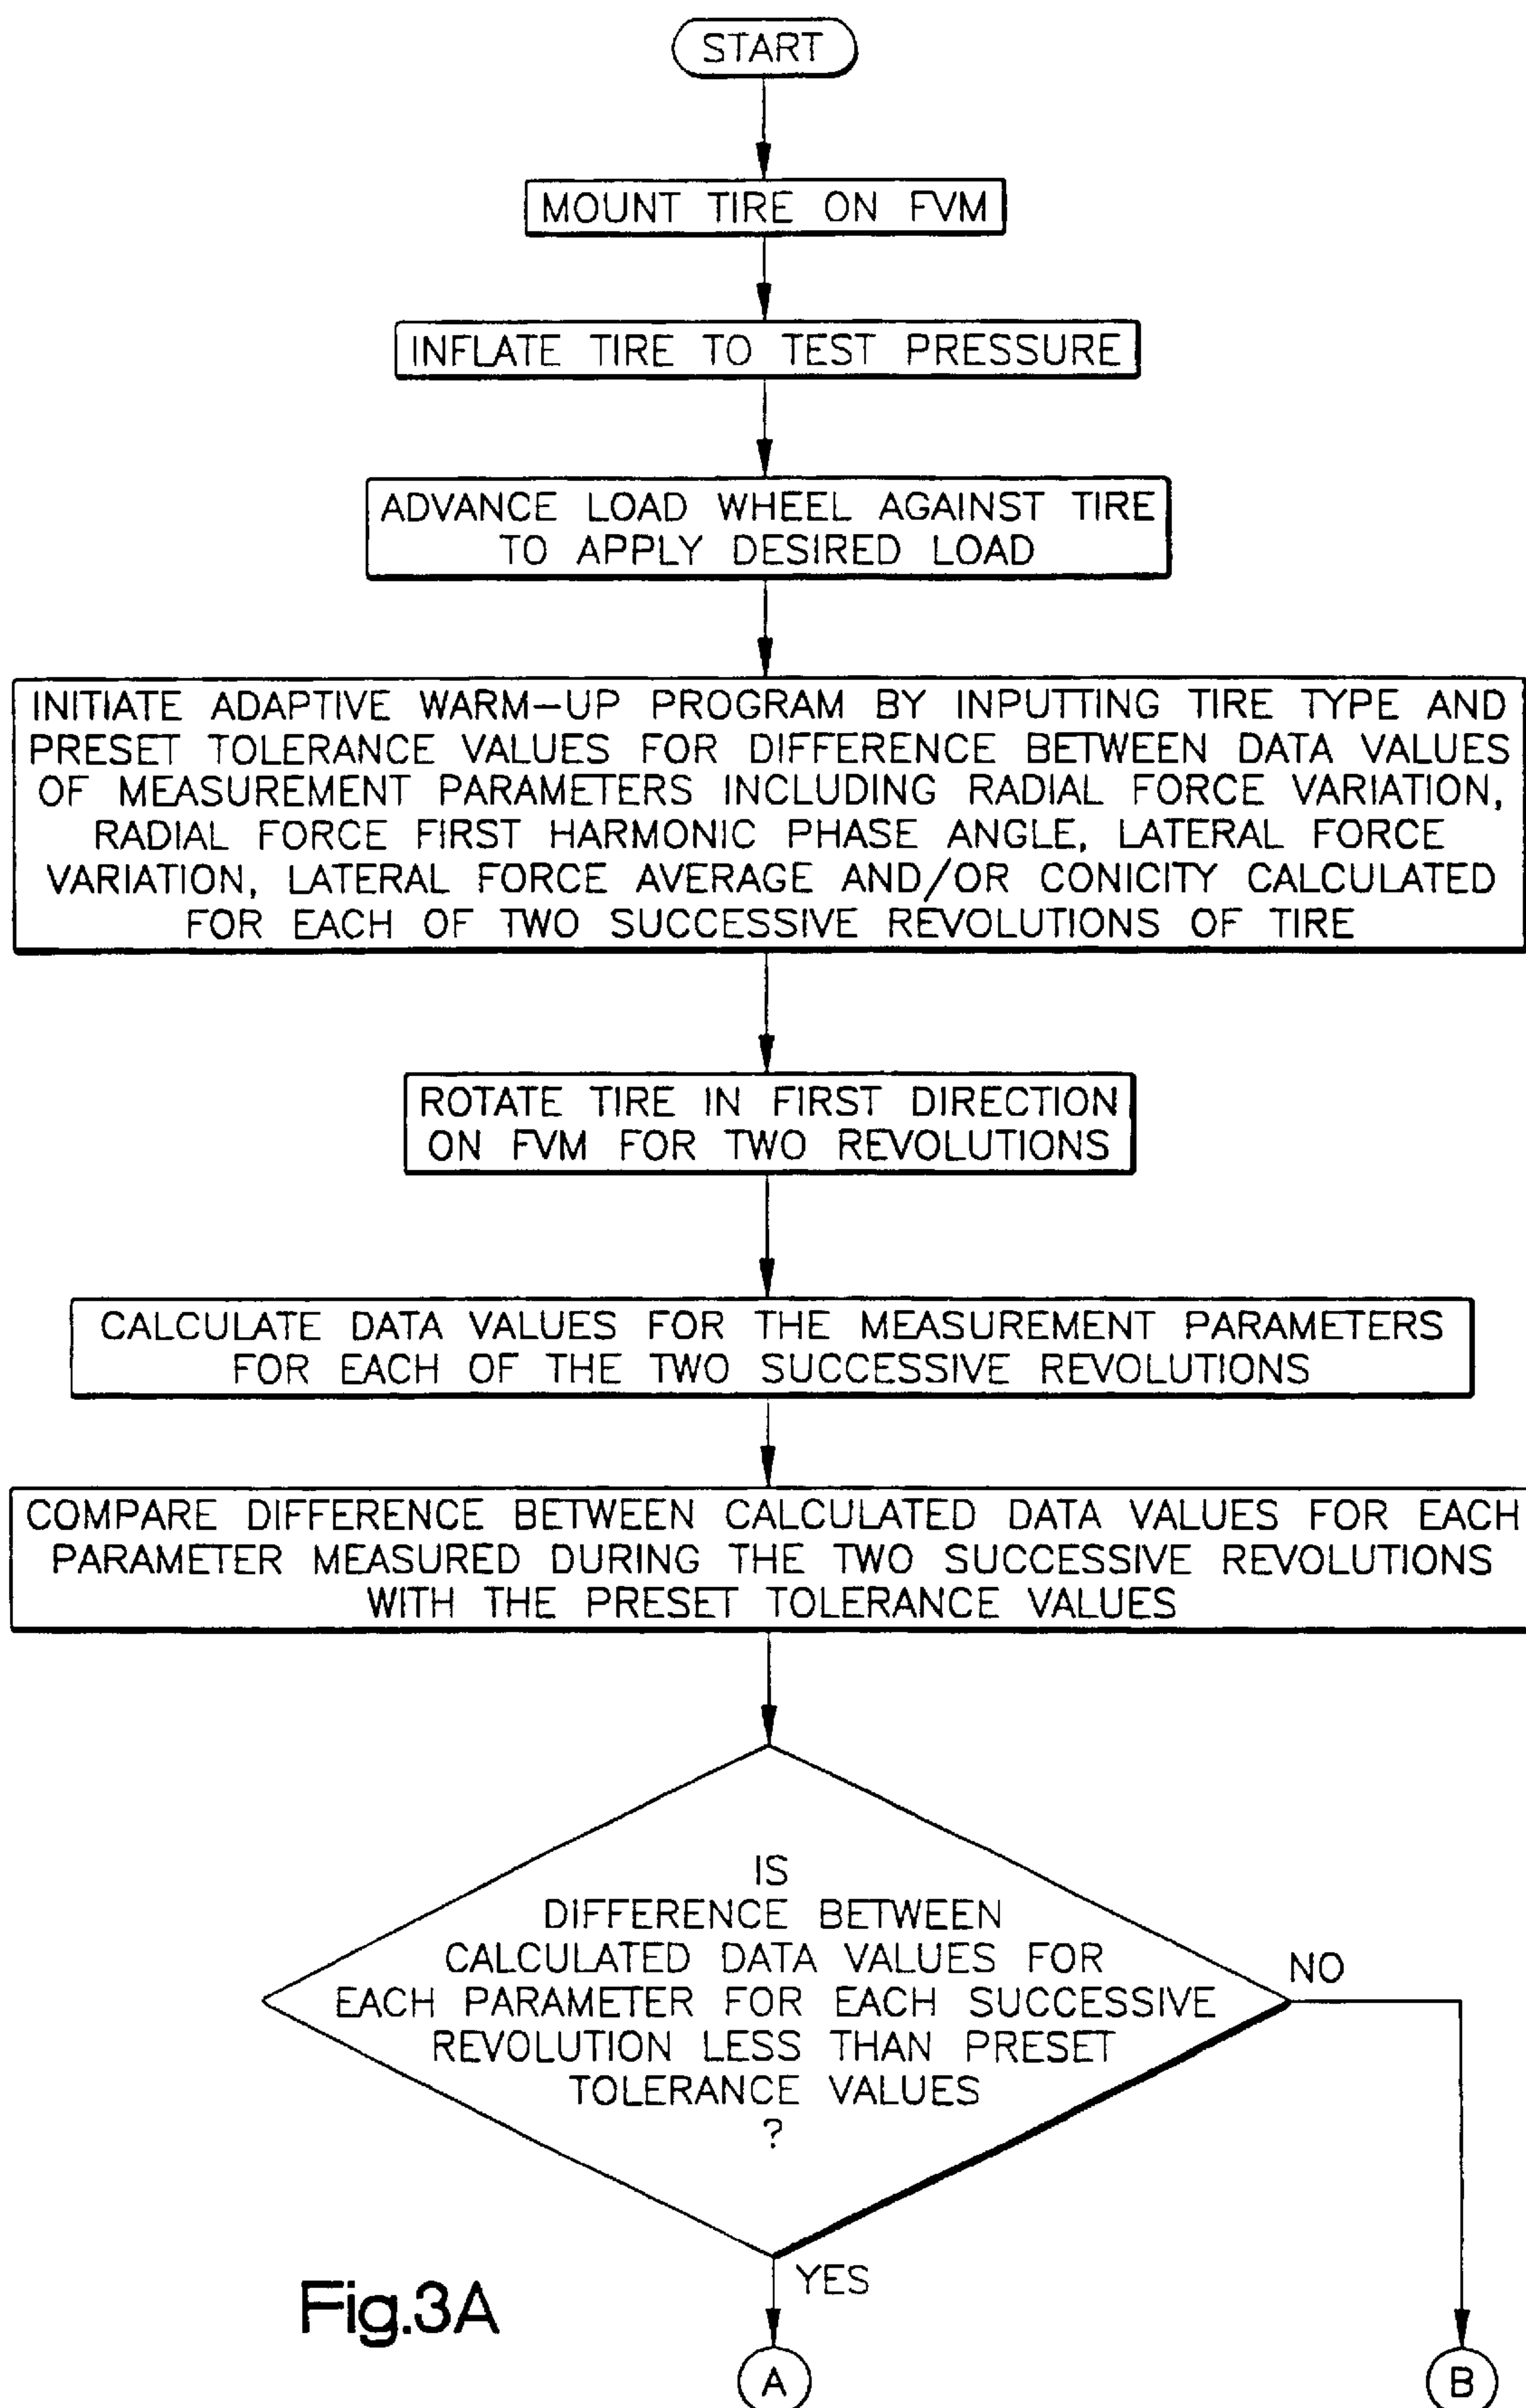 START
MOUNT TIRE ON FVM
INFLATE TIRE TO TEST PRESSURE
ADVANCE LOAD WHEEL AGAINST TIRE
TO APPLY DESIRED LOAD
INITIATE ADAPTIVE WARM-UP PROGRAM BY INPUTTING TIRE TYPE AND
PRESET TOLERANCE VALUES FOR DIFFERENCE BETWEEN DATA VALUES
OF MEASUREMENT PARAMETERS INCLUDING RADIAL FORCE VARIATION,
RADIAL FORCE FIRST HARMONIC PHASE ANGLE, LATERAL FORCE
VARIATION, LATERAL FORCE AVERAGE AND/OR CONICITY CALCULATED
FOR EACH OF TWO SUCCESSIVE REVOLUTIONS OF TIRE
ROTATE TIRE IN FIRST DIRECTION
ON FVM FOR TWO REVOLUTIONS
CALCULATE DATA VALUES FOR THE MEASUREMENT PARAMETERS
FOR EACH OF THE TWO SUCCESSIVE REVOLUTIONS
COMPARE DIFFERENCE BETWEEN CALCULATED DATA VALUES FOR EACH
PARAMETER MEASURED DURING THE TWO SUCCESSIVE REVOLUTIONS
WITH THE PRESET TOLERANCE VALUES
IS
DIFFERENCE BETWEEN
CALCULATED DATA VALUES FOR
EACH PARAMETER FOR EACH SUCCESSIVE
REVOLUTION LESS THAN PRESET
TOLERANCE VALUES
?
NO
YES
Fig.3A
A
B